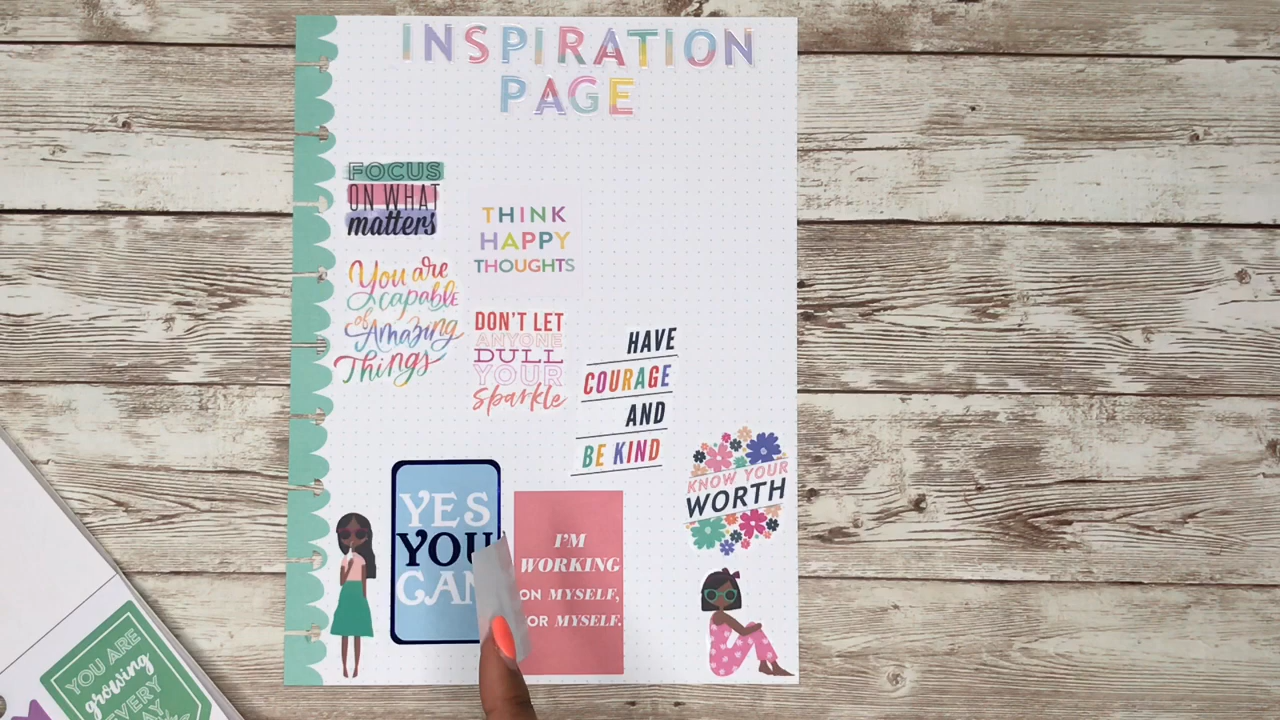 INSPIRATION
PAGE
FOCUS
ON WHAT
matters
THINK
HAPPY
THOUGHTS
You are
capable
of
Amazing
Things
DON'T LET
ANYONE
DULL
YOUR
Sparkle
HAVE
COURAGE
AND
BE KIND
KNOW YOUR
WORTH
YES
YOU
CAN
I'M
WORKING
ON MYSELF,
FOR MYSELF.
YOU ARE
growing
EVERY